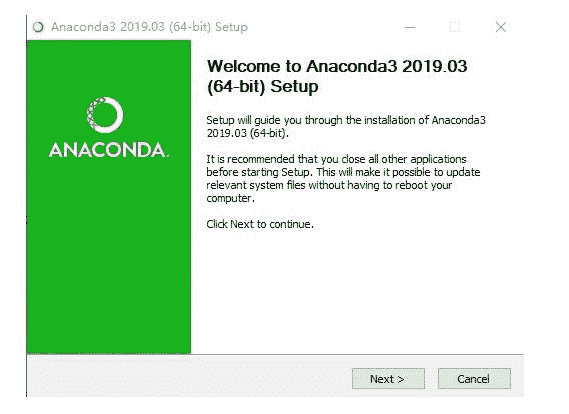 Anaconda3 2019.03 (64-bit) Setup
Welcome to Anaconda3 2019.03
(64-bit) Setup
ANACONDA.
Setup will guide you through the installation of Anaconda3
2019.03 (64-bit).
It is recommended that you close all other applications
before starting Setup. This will make it possible to update
relevant system files without having to reboot your
computer.
Click Next to continue.
Next >
Cancel